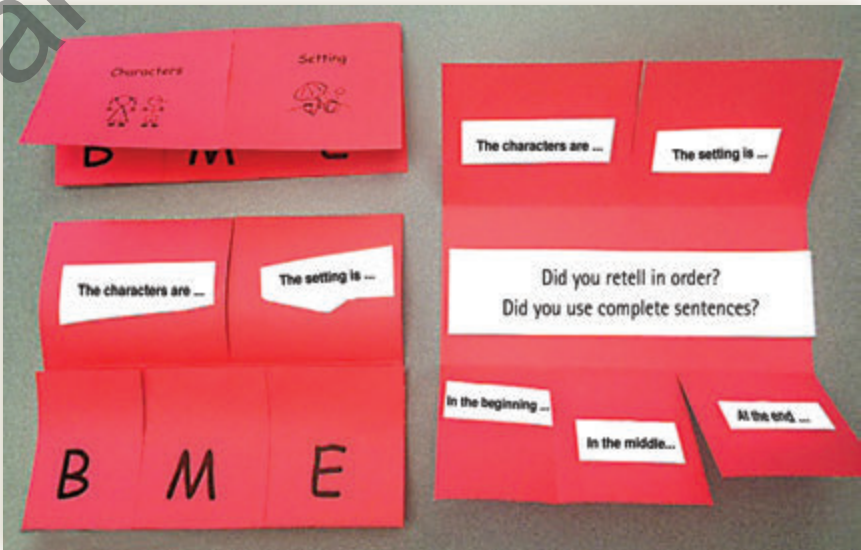 Characters
Setting
B M E
The characters are ...
The setting is ...
B M E
The characters are ...
The setting is ...
Did you retell in order?
Did you use complete sentences?
In the beginning ...
In the middle...
At the end, ...